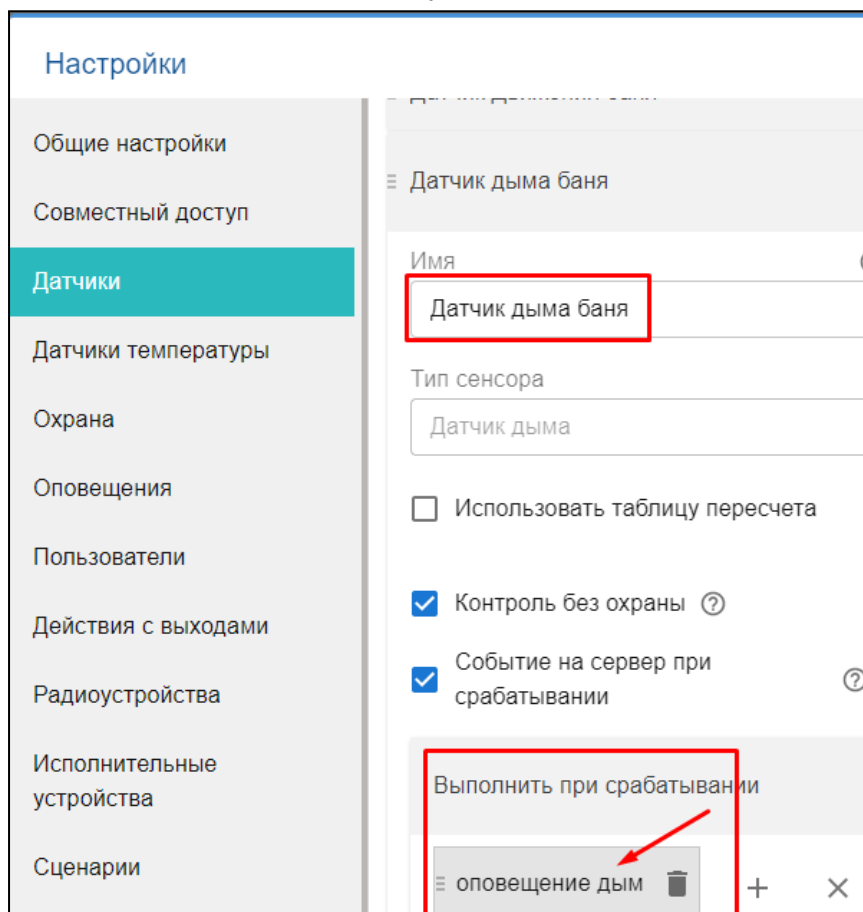 Настройки
Общие настройки
Совместный доступ
Датчики
Датчики температуры
Охрана
Оповещения
Пользователи
Действия с выходами
Радиоустройства
Исполнительные
устройства
Сценарии
Датчик дыма баня
Имя
Датчик дыма баня
Тип сенсора
Датчик дыма
Использовать таблицу пересчета
Контроль без охраны
Событие на сервер при
срабатывании
Выполнить при срабатывании
оповещение дым